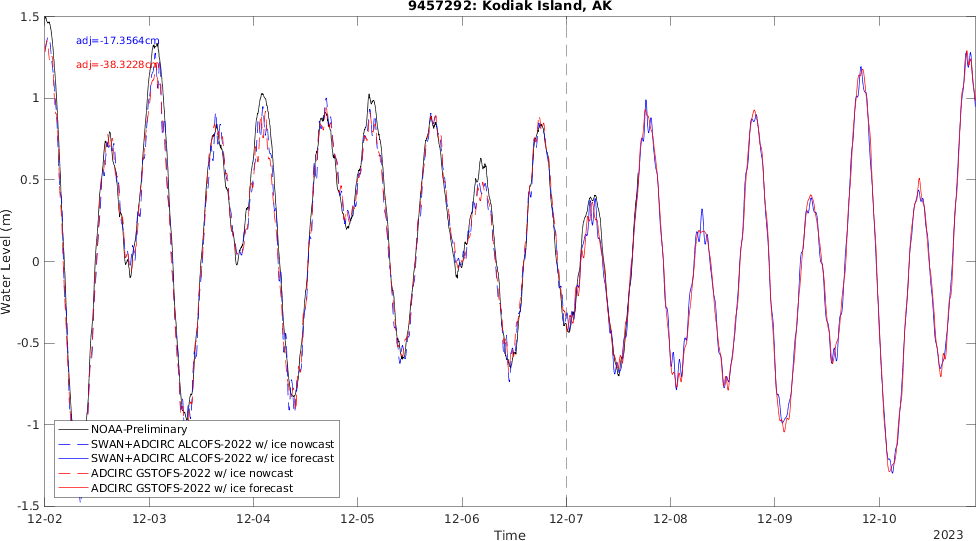 9457292: Kodiak Island, AK
1.5
adj=-17.3564cm
adj=-38.3228cm
1
0.5
0
-0.5
-1
-1.5
Water Level (m)
NOAA-Preliminary
SWAN+ADCIRC ALCOFS-2022 w/ ice nowcast
SWAN+ADCIRC ALCOFS-2022 w/ ice forecast
ADCIRC GSTOFS-2022 w/ ice nowcast
ADCIRC GSTOFS-2022 w/ ice forecast
12-02 12-03 12-04 12-05 12-06 12-07 12-08 12-09 12-10
Time
2023